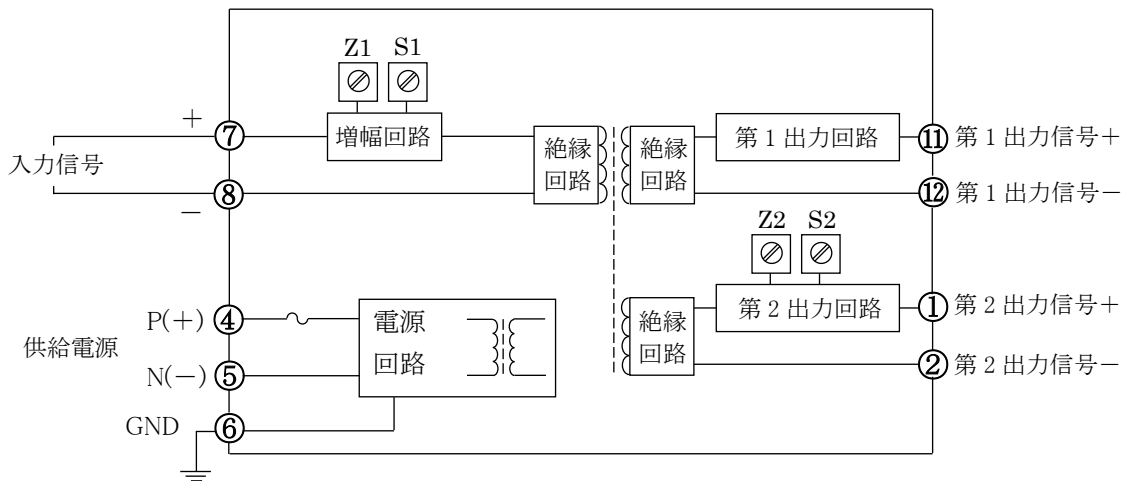 Z1 S1
+
⑦
増幅回路
入力信号
⑧
−
絶縁
回路
絶縁
回路
第1出力回路
⑪ 第1出力信号+
⑫ 第1出力信号−
Z2 S2
第2出力回路
① 第2出力信号+
絶縁
回路
② 第2出力信号−
供給電源
P(+) ④
N(−) ⑤
GND ⑥
電源
回路